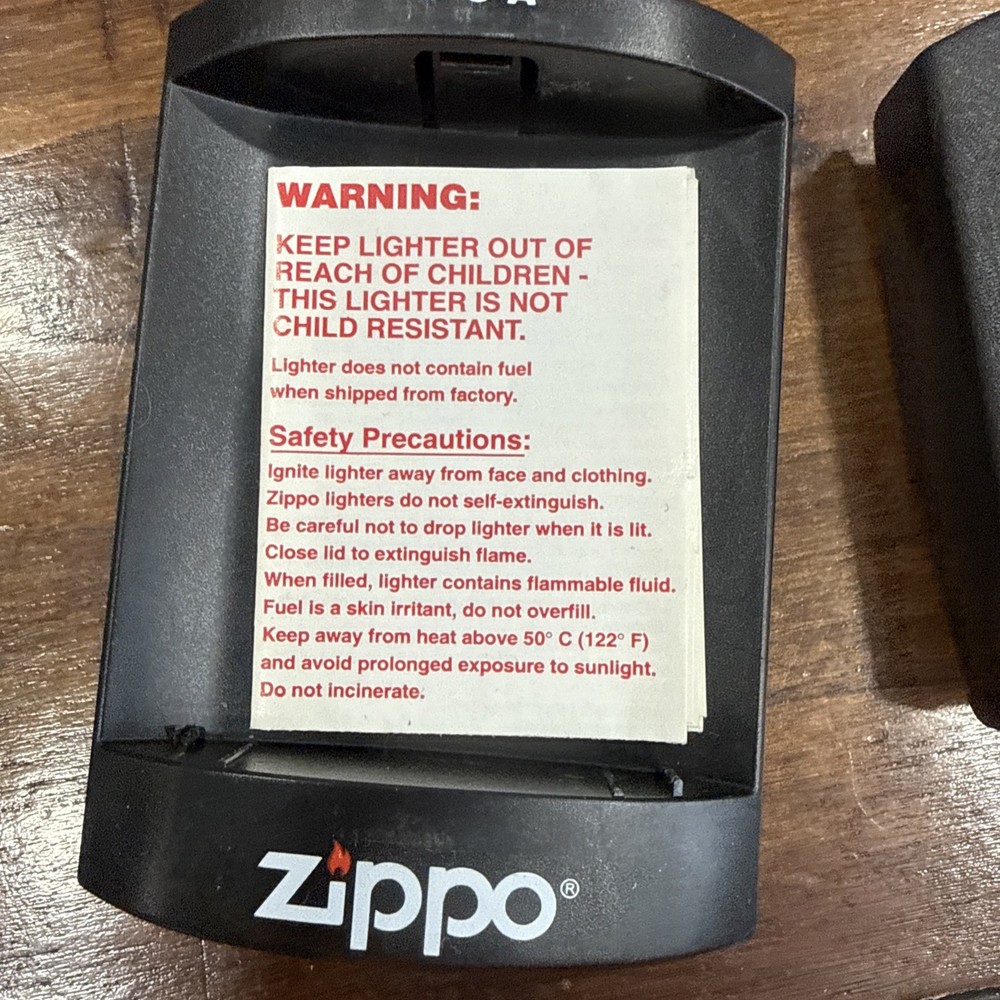 WARNING:
KEEP LIGHTER OUT OF
REACH OF CHILDREN -
THIS LIGHTER IS NOT
CHILD RESISTANT.
Lighter does not contain fuel
when shipped from factory.
Safety Precautions:
Ignite lighter away from face and clothing.
Zippo lighters do not self-extinguish.
Be careful not to drop lighter when it is lit.
Close lid to extinguish flame.
When filled, lighter contains flammable fluid.
Fuel is a skin irritant, do not overfill.
Keep away from heat above 50° C (122° F)
and avoid prolonged exposure to sunlight.
Do not incinerate.
Zippo®